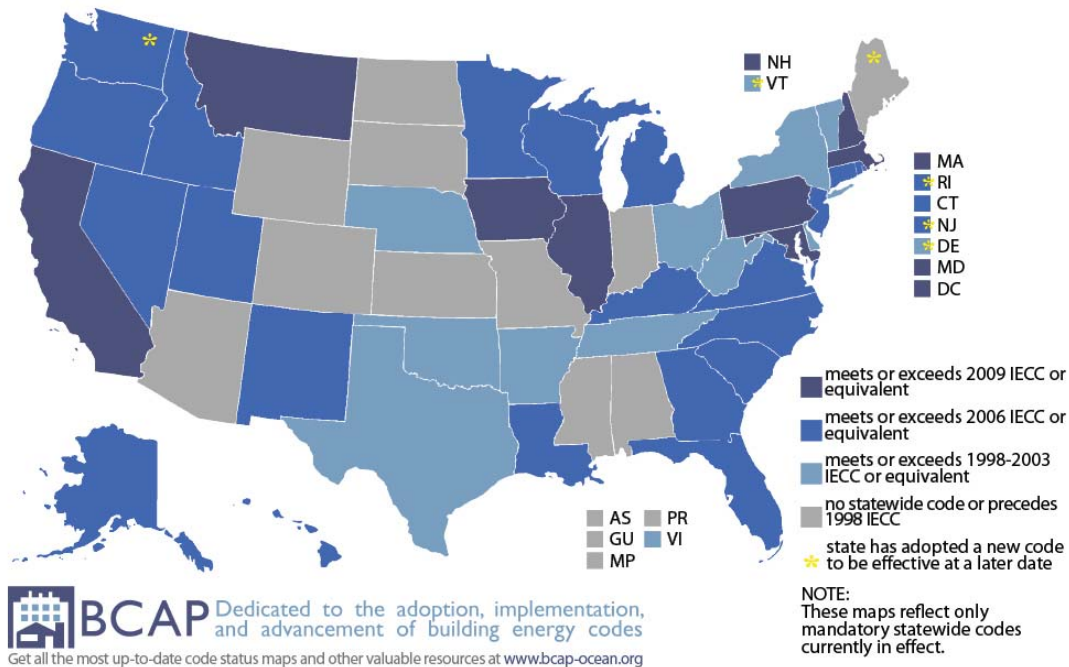 NH
VT
MA
RI
CT
NJ
DE
MD
DC
meets or exceeds 2009 IECC or
equivalent
meets or exceeds 2006 IECC or
equivalent
meets or exceeds 1998-2003
IECC or equivalent
no statewide code or precedes
1998 IECC
* state has adopted a new code
to be effective at a later date
NOTE:
These maps reflect only
mandatory statewide codes
currently in effect.
AS PR
GU VI
MP
BCAP Dedicated to the adoption, implementation,
and advancement of building energy codes
Get all the most up-to-date code status maps and other valuable resources at www.bcap-ocean.org